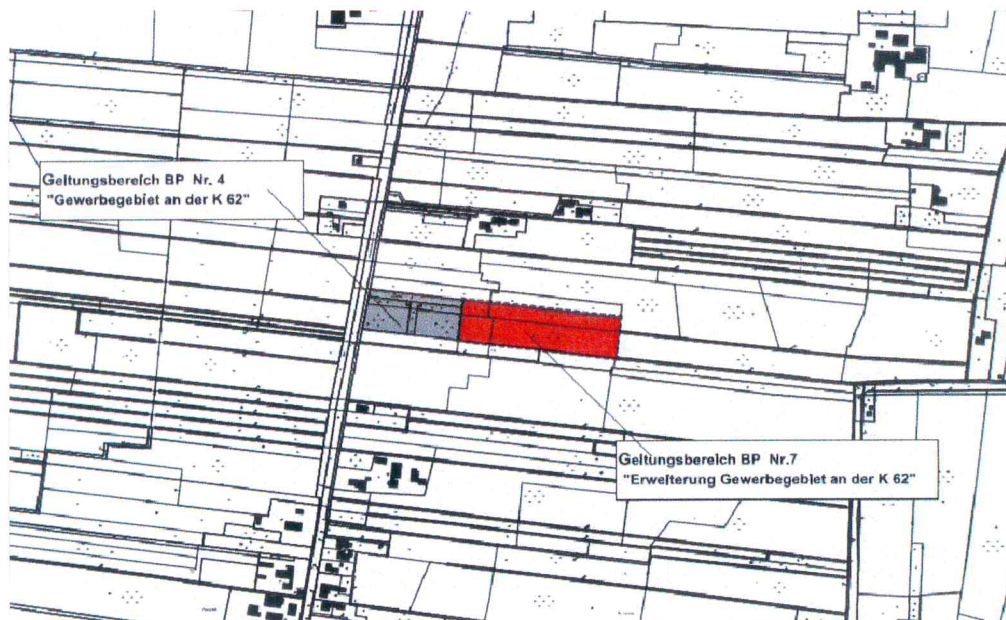 Geltungsbereich BP Nr. 4
"Gewerbegebiet an der K 62"
Geltungsbereich BP Nr.7
"Erweiterung Gewerbegebiet an der K 62"